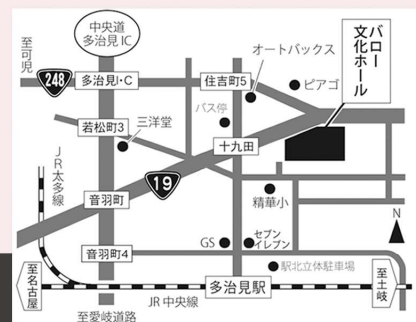 中央道
多治見IC
至可児
248
多治見I・C
住吉町5
オートバックス
ピアゴ
バロー
文化ホール
バス停
若松町3
三洋堂
十九田
JR太多線
19
音羽町
精華小
N
音羽町4
GS
セブン
イレブン
駅北立体駐車場
至名古屋
JR中央線
多治見駅
至土岐
至愛岐道路